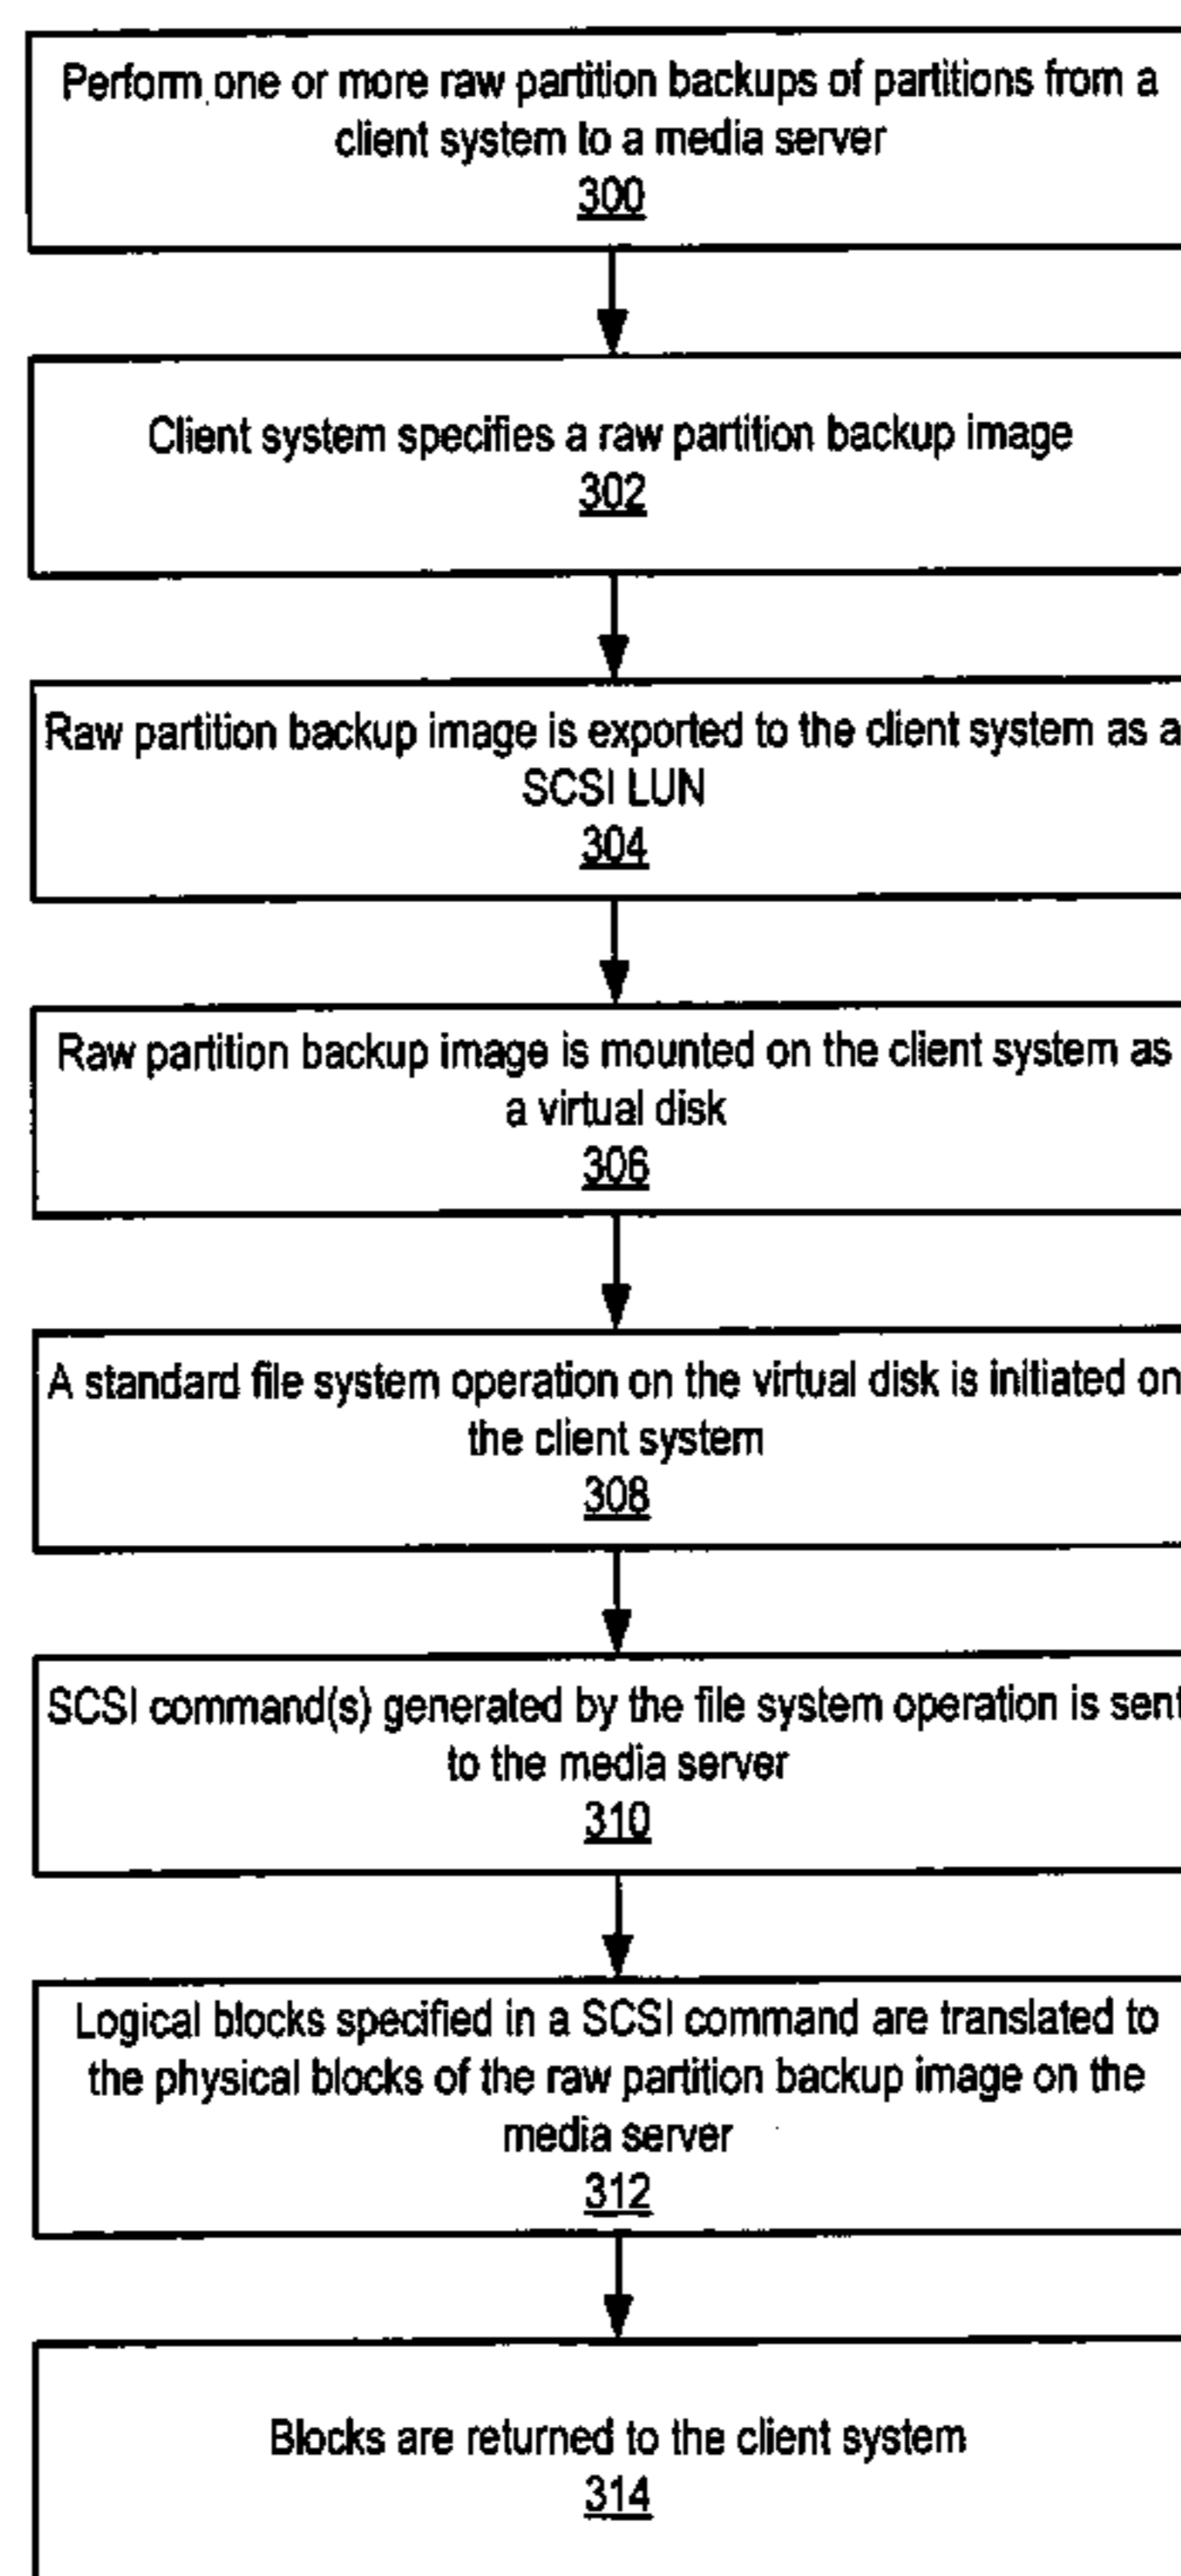 Perform one or more raw partition backups of partitions from a
client system to a media server
300
Client system specifies a raw partition backup image
302
Raw partition backup image is exported to the client system as a
SCSI LUN
304
Raw partition backup image is mounted on the client system as
a virtual disk
306
A standard file system operation on the virtual disk is initiated on
the client system
308
SCSI command(s) generated by the file system operation is sent
to the media server
310
Logical blocks specified in a SCSI command are translated to
the physical blocks of the raw partition backup image on the
media server
312
Blocks are returned to the client system
314